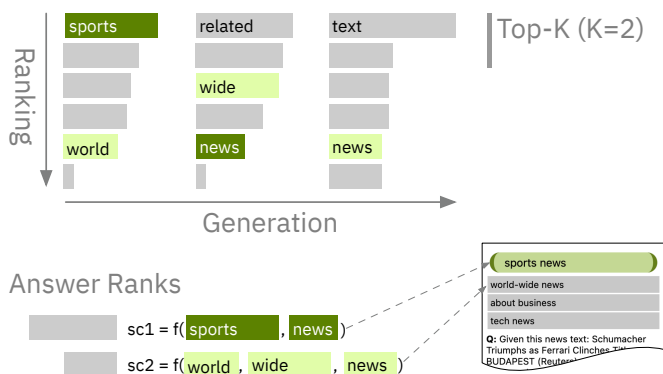 sports related text Top-K (K=2)
Ranking
wide
world news news
Generation
Answer Ranks
sc1 = f(sports, news)
sc2 = f(world, wide, news)
sports news
world-wide news
about business
tech news
Q: Given this news text: Schumacher
Triumphs as Ferrari Clinches
BUDAPEST